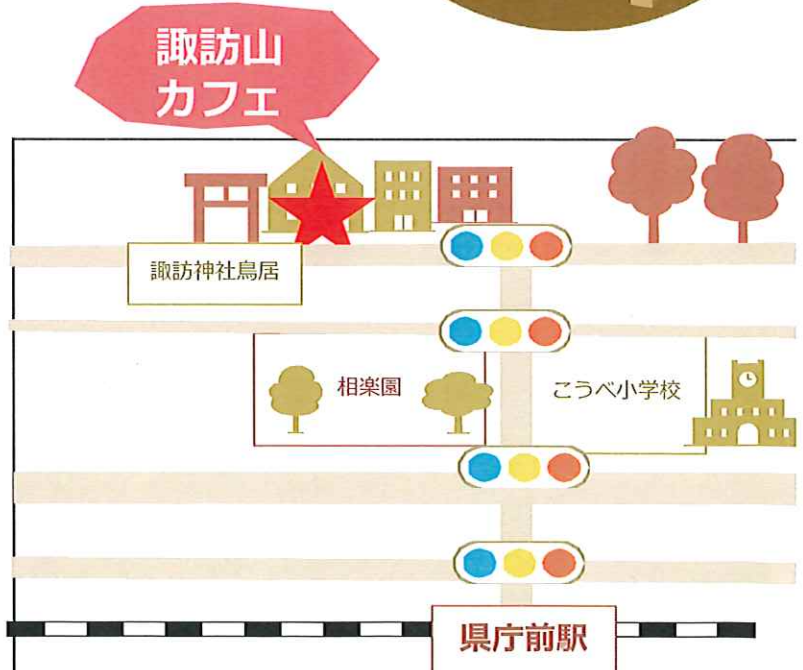 諏訪山
カフェ
諏訪神社鳥居
相楽園
こうべ小学校
県庁前駅